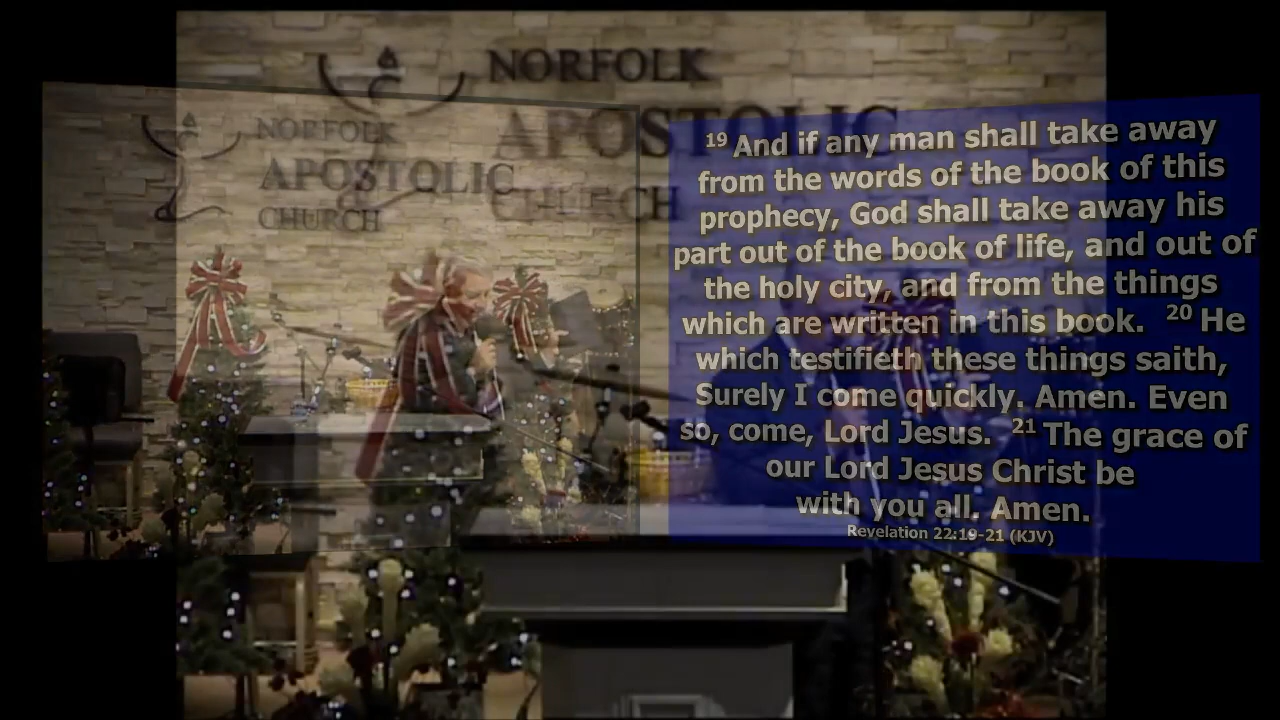 NORFOLK
APOSTOLIC
CHURCH
NORFOLK
APOSTOLIC
CHURCH
19 And if any man shall take away
from the words of the book of this
prophecy, God shall take away his
part out of the book of life, and out of
the holy city, and from the things
which are written in this book. 20 He
which testifieth these things saith,
Surely I come quickly. Amen. Even
so, come, Lord Jesus. 21 The grace of
our Lord Jesus Christ be
with you all. Amen.
Revelation 22:19-21 (KJV)